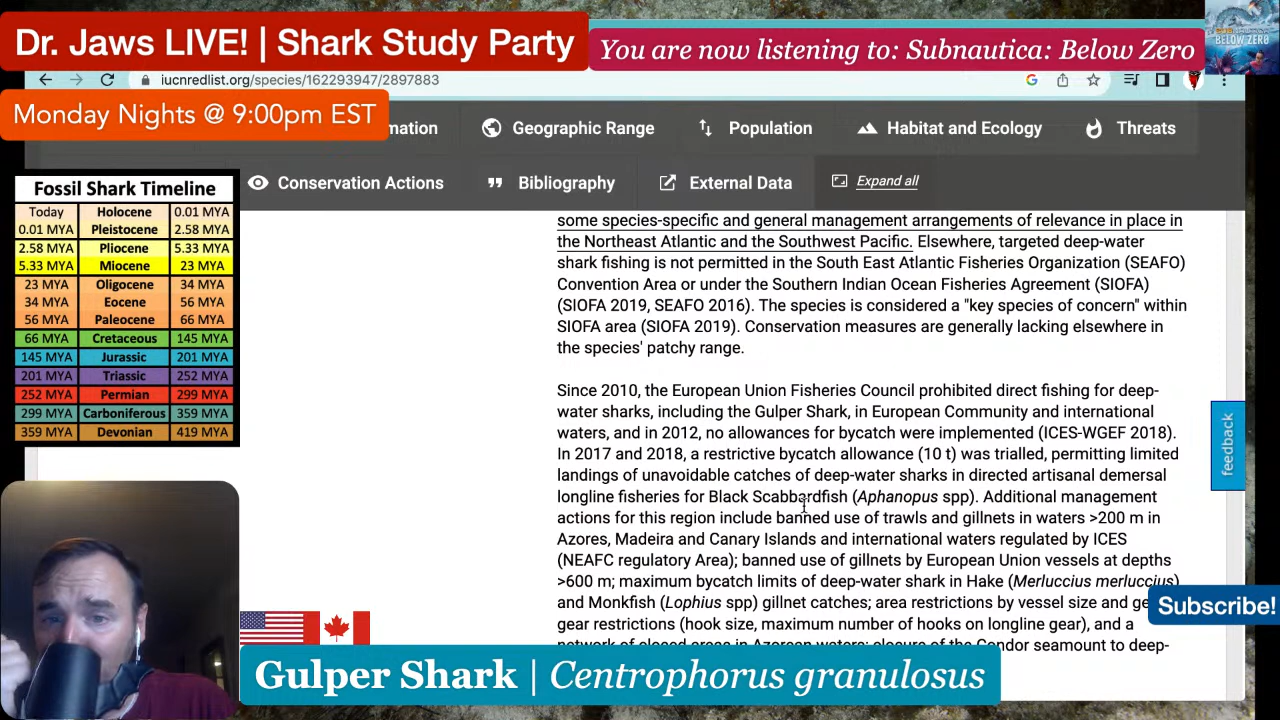 Dr. Jaws LIVE! | Shark Study Party
You are now listening to: Subnautica: Below Zero
BELOW ZERO
iucnredlist.org/species/162293947/2897883
Monday Nights @ 9:00pm EST
mation
Geographic Range
Population
Habitat and Ecology
Threats
Conservation Actions
Bibliography
External Data
Expand all
Fossil Shark Timeline
Today Holocene 0.01 MYA
0.01 MYA Pleistocene 2.58 MYA
2.58 MYA Pliocene 5.33 MYA
5.33 MYA Miocene 23 MYA
23 MYA Oligocene 34 MYA
34 MYA Eocene 56 MYA
56 MYA Paleocene 66 MYA
66 MYA Cretaceous 145 MYA
145 MYA Jurassic 201 MYA
201 MYA Triassic 252 MYA
252 MYA Permian 299 MYA
299 MYA Carboniferous 359 MYA
359 MYA Devonian 419 MYA
some species-specific and general management arrangements of relevance in place in
the Northeast Atlantic and the Southwest Pacific. Elsewhere, targeted deep-water
shark fishing is not permitted in the South East Atlantic Fisheries Organization (SEAFO)
Convention Area or under the Southern Indian Ocean Fisheries Agreement (SIOFA)
(SIOFA 2019, SEAFO 2016). The species is considered a "key species of concern" within
SIOFA area (SIOFA 2019). Conservation measures are generally lacking elsewhere in
the species' patchy range.
Since 2010, the European Union Fisheries Council prohibited direct fishing for deep-
water sharks, including the Gulper Shark, in European Community and international
waters, and in 2012, no allowances for bycatch were implemented (ICES-WGEF 2018).
In 2017 and 2018, a restrictive bycatch allowance (10 t) was trialled, permitting limited
landings of unavoidable catches of deep-water sharks in directed artisanal demersal
longline fisheries for Black Scabbardfish (Aphanopus spp). Additional management
actions for this region include banned use of trawls and gillnets in waters >200 m in
Azores, Madeira and Canary Islands and international waters regulated by ICES
(NEAFC regulatory Area); banned use of gillnets by European Union vessels at depths
>600 m; maximum bycatch limits of deep-water shark in Hake (Merluccius merluccius)
and Monkfish (Lophius spp) gillnet catches; area restrictions by vessel size and ge
gear restrictions (hook size, maximum number of hooks on longline gear), and a
network of closed areas in Azorean waters; closure of the Condor seamount to deep-
feedback
Subscribe!
Gulper Shark | Centrophorus granulosus